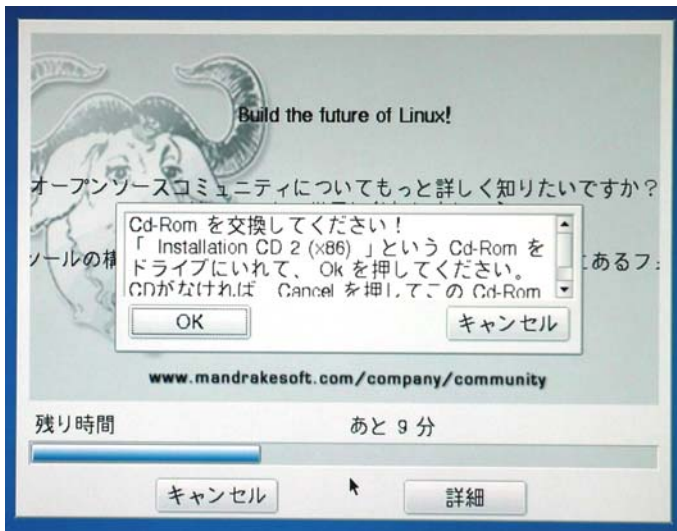 Build the future of Linux!
オープンソースコミュニティについてもっと詳しく知りたいですか?
ツールの構
にあるフ
Cd-Rom を交換してください!
「 Installation CD 2 (x86) 」という Cd-Rom を
ドライブにいれて、 Ok を押してください。
CDがなければ Cancel を押してこの Cd-Rom
OK
キャンセル
www.mandrakesoft.com/company/community
残り時間
あと 9 分
キャンセル
詳細